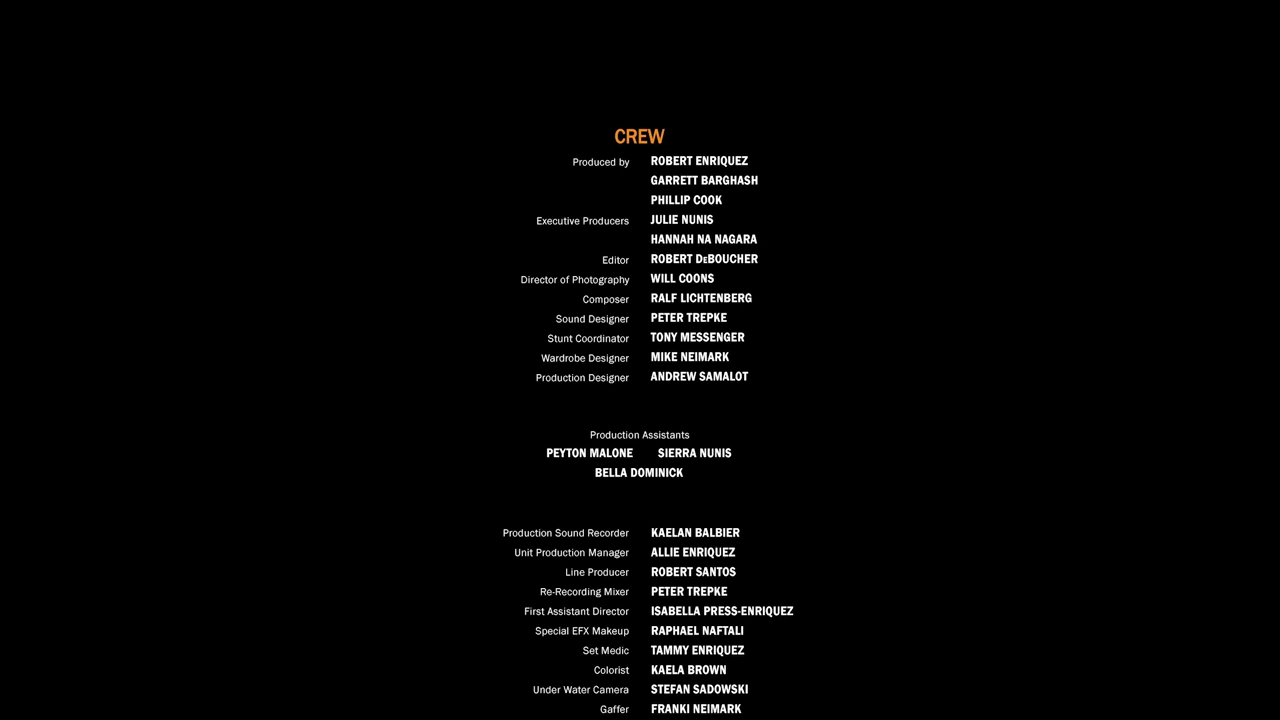 CREW
Produced by ROBERT ENRIQUEZ
GARRETT BARGHASH
PHILLIP COOK
Executive Producers JULIE NUNIS
HANNAH NA NAGARA
Editor ROBERT DeBOUCHER
Director of Photography WILL COONS
Composer RALF LICHTENBERG
Sound Designer PETER TREPKE
Stunt Coordinator TONY MESSENGER
Wardrobe Designer MIKE NEIMARK
Production Designer ANDREW SAMALOT
Production Assistants
PEYTON MALONE SIERRA NUNIS
BELLA DOMINICK
Production Sound Recorder KAELAN BALBIER
Unit Production Manager ALLIE ENRIQUEZ
Line Producer ROBERT SANTOS
Re-Recording Mixer PETER TREPKE
First Assistant Director ISABELLA PRESS-ENRIQUEZ
Special EFX Makeup RAPHAEL NAFTALI
Set Medic TAMMY ENRIQUEZ
Colorist KAELA BROWN
Under Water Camera STEFAN SADOWSKI
Gaffer FRANKI NEIMARK